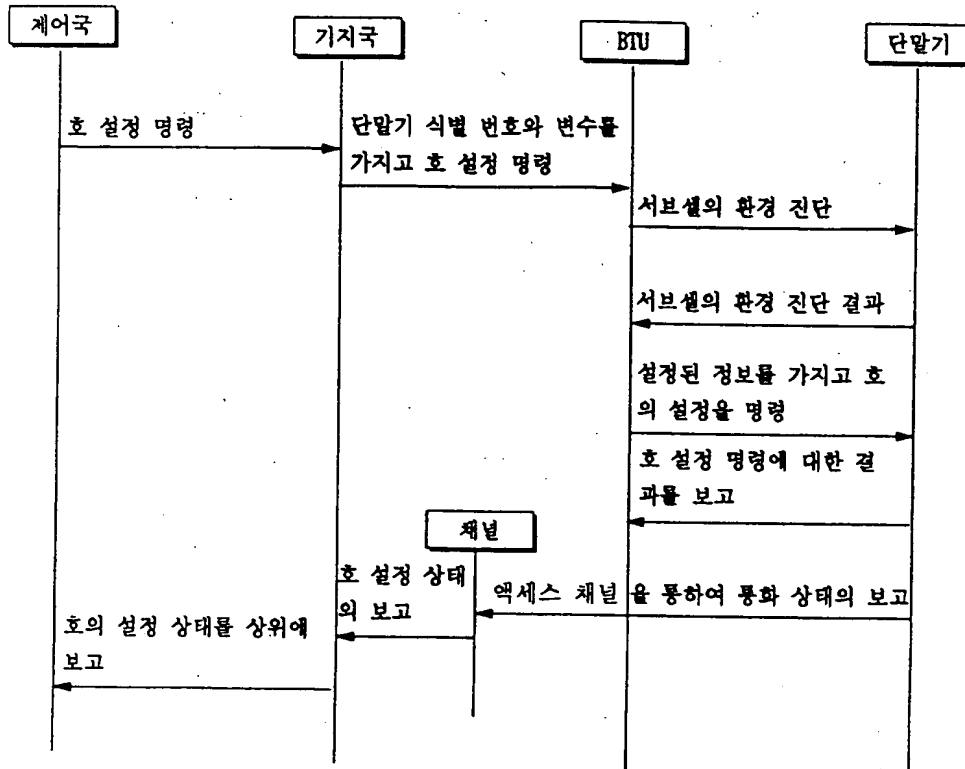 제어국
기지국
BTU
단말기
호 설정 명령
단말기 식별 번호와 변수를
가지고 호 설정 명령
서브셀의 환경 진단
서브셀의 환경 진단 결과
설정된 정보를 가지고 호
의 설정을 명령
호 설정 명령에 대한 결
과를 보고
채널
호 설정 상태
의 보고
액세스 채널 을 통하여 통화 상태의 보고
호의 설정 상태를 상위에
보고